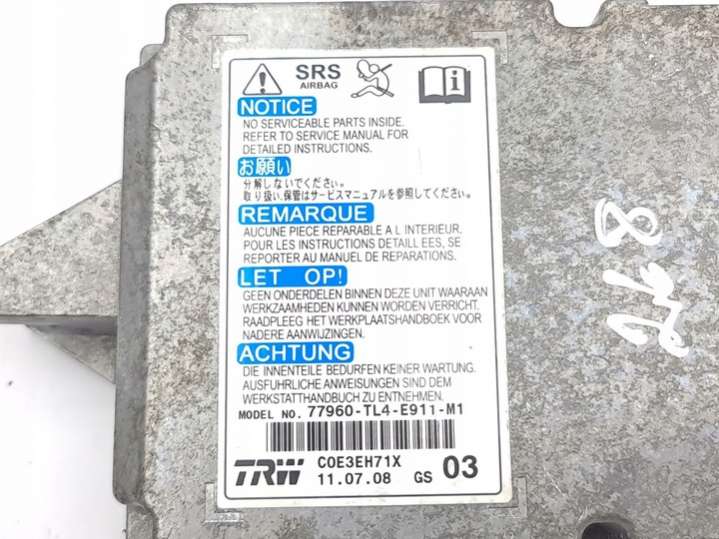 SRS
AIRBAG
NOTICE
NO SERVICEABLE PARTS INSIDE.
REFER TO SERVICE MANUAL FOR
DETAILED INSTRUCTIONS.
お願い
分解しないでください。
取り扱い、保管はサービスマニュアルを参照してください。
REMARQUE
AUCUNE PIECE REPARABLE A L INTERIEUR.
POUR LES INSTRUCTIONS DETAILL EES, SE
REPORTER AU MANUEL DE REPARATIONS.
LET OP!
GEEN ONDERDELEN BINNEN DEZE UNIT WAARAAN
WERKZAAMHEDEN KUNNEN WORDEN VERRICHT.
RAADPLEEG HET WERKPLAATSHANDBOEK VOOR
NADERE AANWIJZINGEN.
ACHTUNG
DIE INNENTEILE BEDURFEN KEINER WARTUNG.
AUSFUHRLICHE ANWEISUNGEN SIND DEM
WERKSTATTHANDBUCH ZU ENTNEHMEN.
MODEL NO. 77960-TL4-E911-M1
TRW C0E3EH71X
11.07.08 GS 03